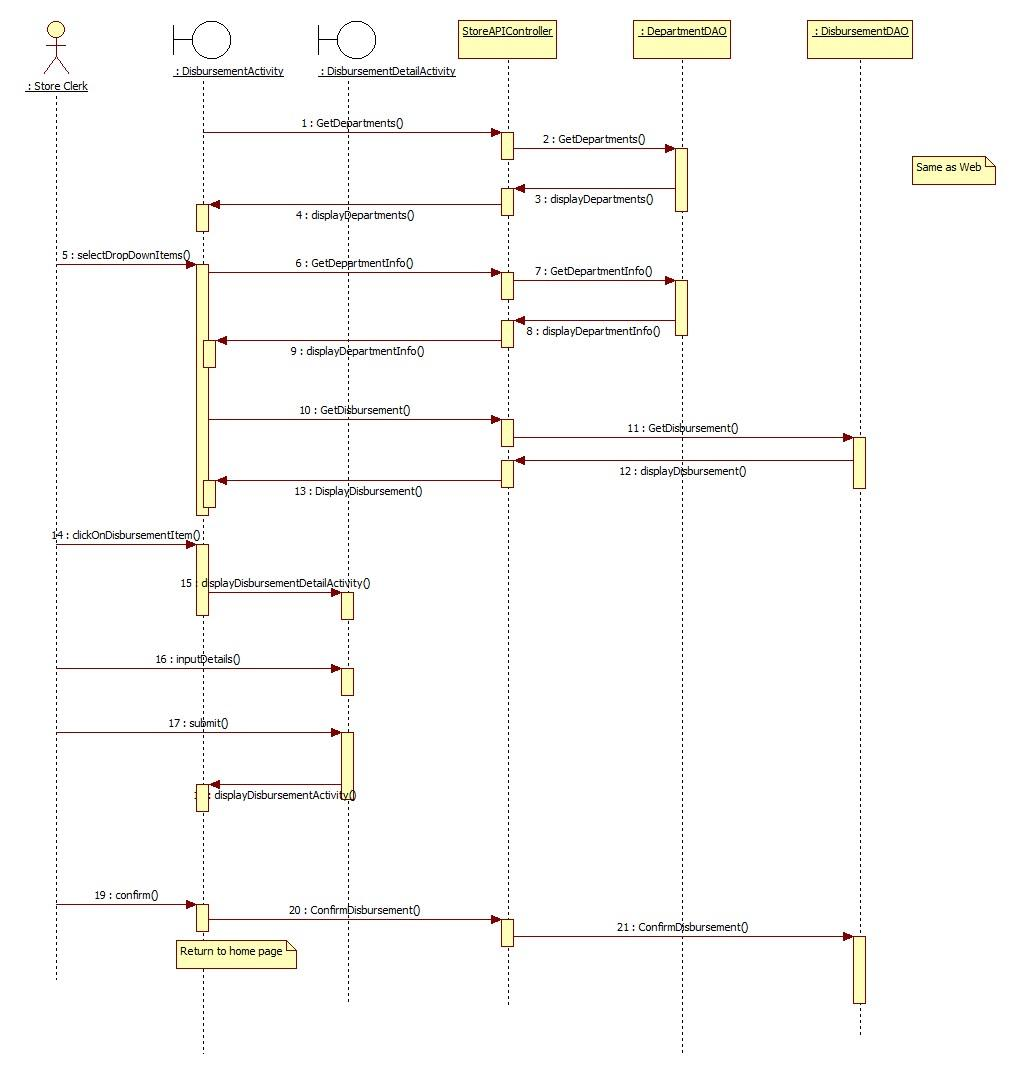 StoreAPIController
: DepartmentDAO
: DisbursementDAO
: DisbursementActivity
: DisbursementDetailActivity
: Store Clerk
1 : GetDepartments()
2 : GetDepartments()
Same as Web
3 : displayDepartments()
4 : displayDepartments()
5 : selectDropDownItems()
6 : GetDepartmentInfo()
7 : GetDepartmentInfo()
8 : displayDepartmentInfo()
9 : displayDepartmentInfo()
10 : GetDisbursement()
11 : GetDisbursement()
12 : displayDisbursement()
13 : DisplayDisbursement()
14 : clickOnDisbursementItem()
15 : displayDisbursementDetailActivity()
16 : inputDetails()
17 : submit()
: displayDisbursementActivity()
19 : confirm()
20 : ConfirmDisbursement()
21 : ConfirmDisbursement()
Return to home page